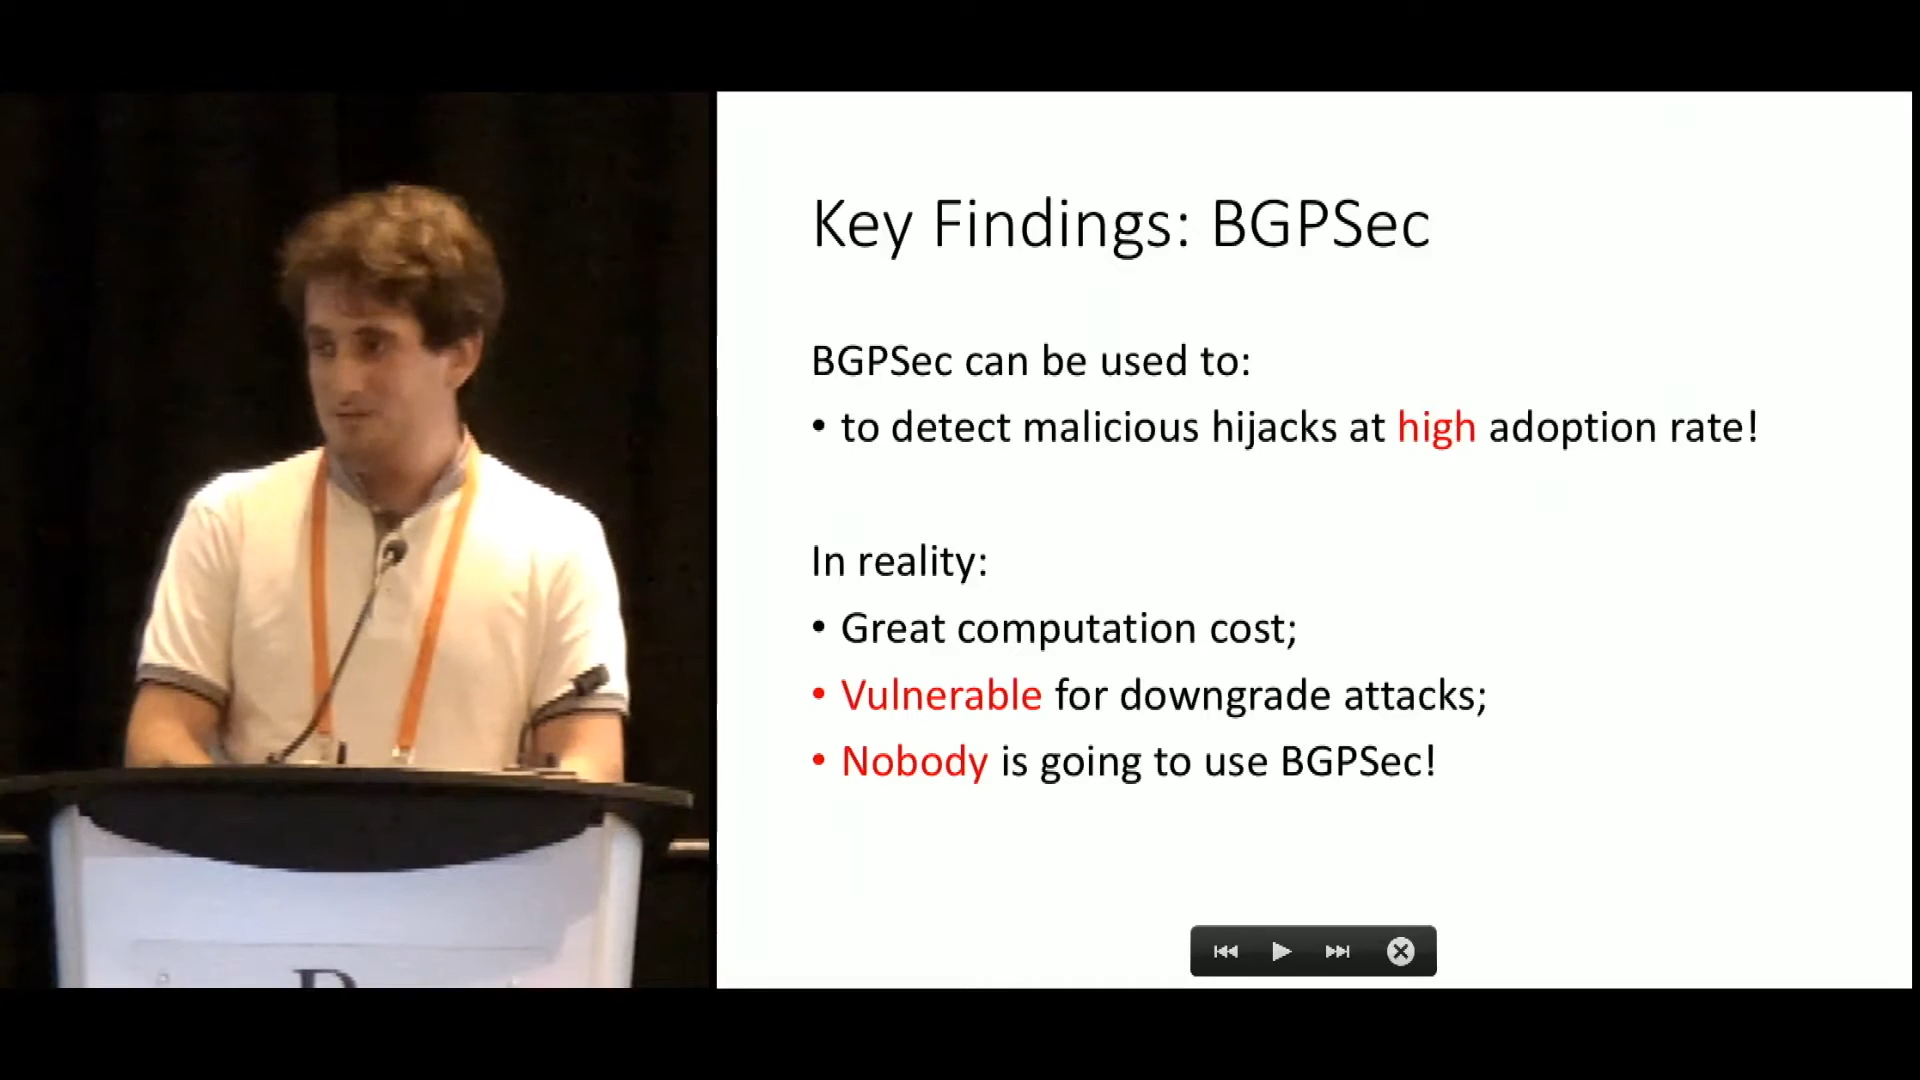 Key Findings: BGPSec
BGPSec can be used to:
• to detect malicious hijacks at high adoption rate!
In reality:
• Great computation cost;
• Vulnerable for downgrade attacks;
• Nobody is going to use BGPSec!